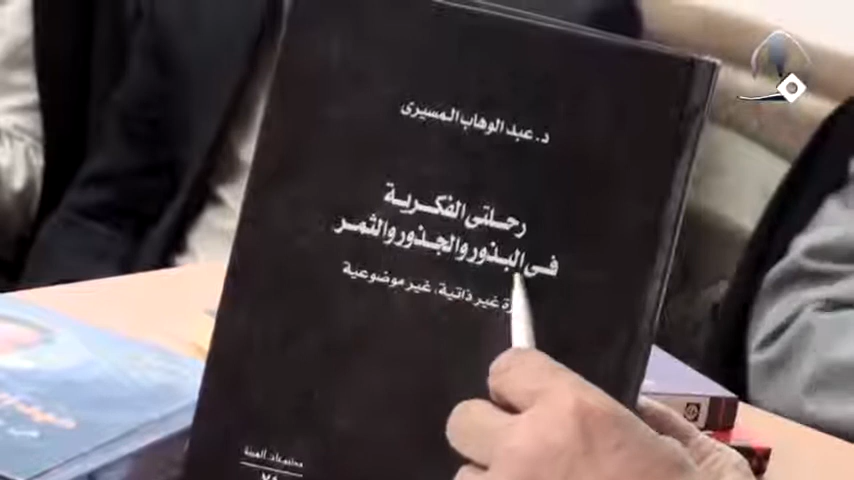 د. عبد الوهاب المسيرى
رحلتى الفكرية
فى البذور والجذور والثمر
غير ذاتية، غير موضوعية